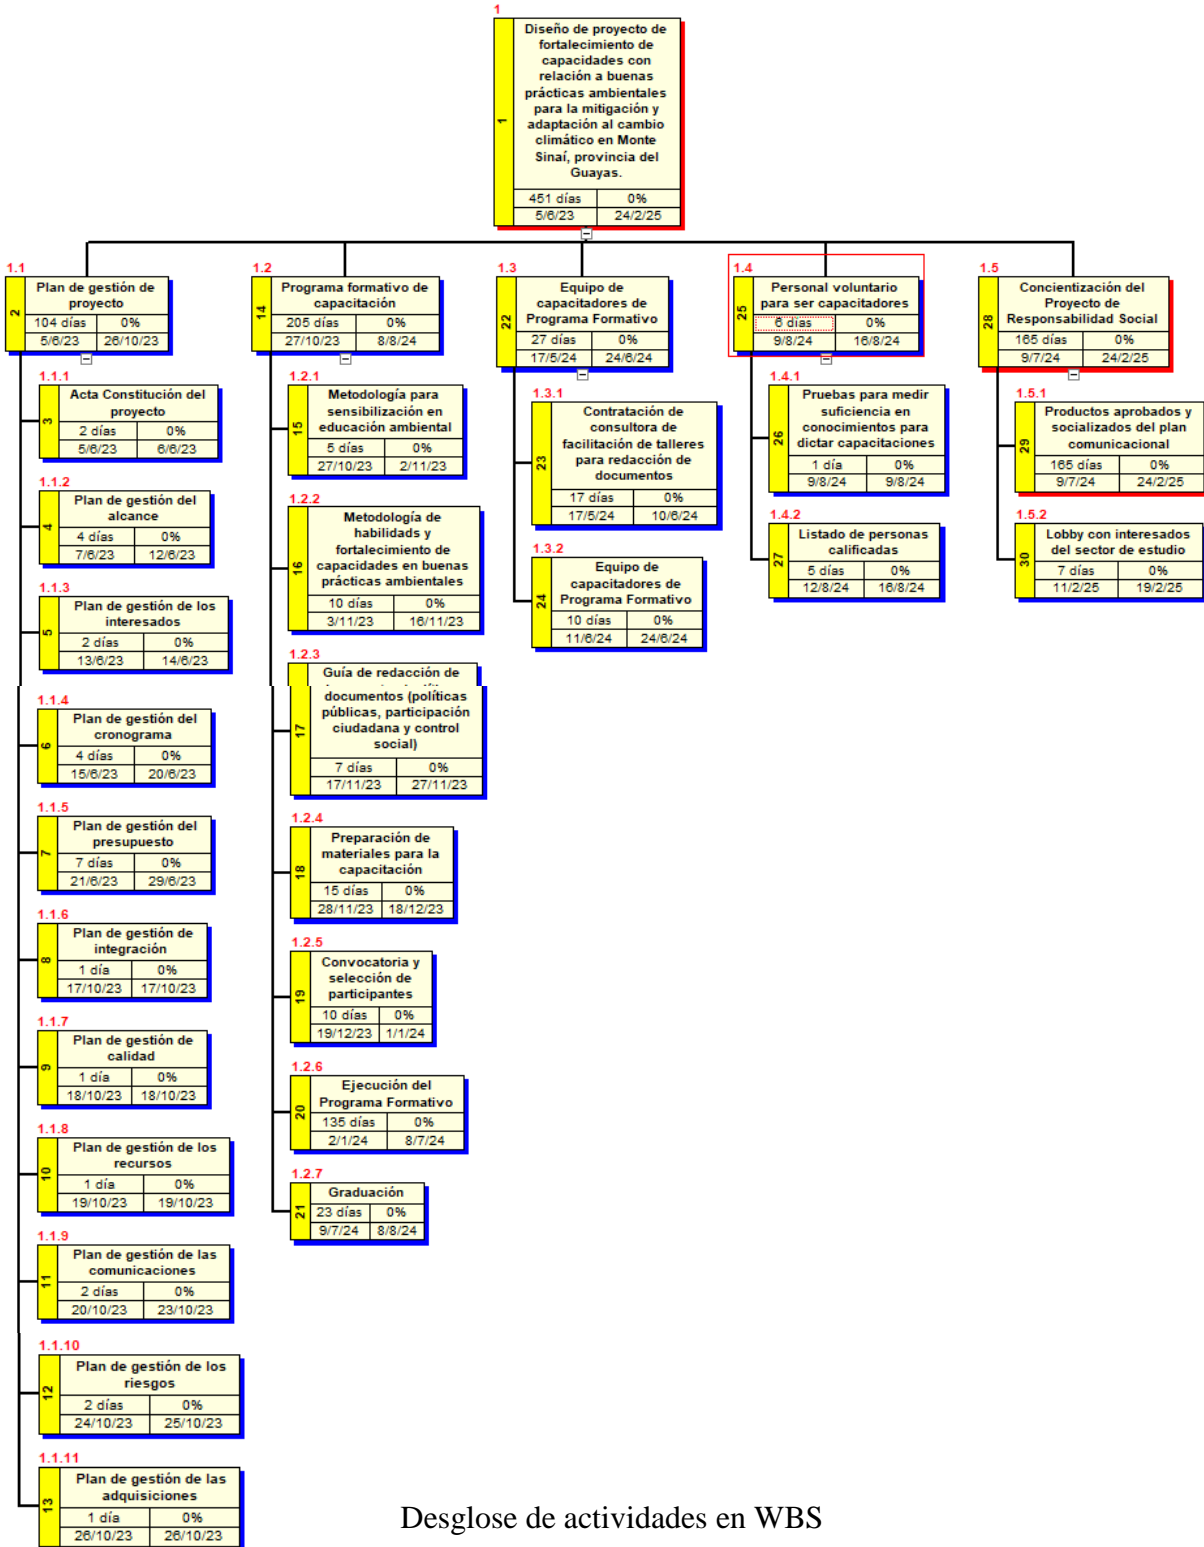 1
1
Diseño de proyecto de
fortalecimiento de
capacidades con
relación a buenas
prácticas ambientales
para la mitigación y
adaptación al cambio
climático en Monte
Sinaí, provincia del
Guayas.
451 días 0%
5/6/23 24/2/25
1.1
2
Plan de gestión de
proyecto
104 días 0%
5/6/23 26/10/23
1.1.1
3
Acta Constitución del
proyecto
2 días 0%
5/6/23 6/6/23
1.1.2
4
Plan de gestión del
alcance
4 días 0%
7/6/23 12/6/23
1.1.3
5
Plan de gestión de los
interesados
2 días 0%
13/6/23 14/6/23
1.1.4
6
Plan de gestión del
cronograma
4 días 0%
15/6/23 20/6/23
1.1.5
7
Plan de gestión del
presupuesto
7 días 0%
21/6/23 29/6/23
1.1.6
8
Plan de gestión de
integración
1 día 0%
17/10/23 17/10/23
1.1.7
9
Plan de gestión de
calidad
1 día 0%
18/10/23 18/10/23
1.1.8
10
Plan de gestión de los
recursos
1 día 0%
19/10/23 19/10/23
1.1.9
11
Plan de gestión de las
comunicaciones
2 días 0%
20/10/23 23/10/23
1.1.10
12
Plan de gestión de los
riesgos
2 días 0%
24/10/23 25/10/23
1.1.11
13
Plan de gestión de las
adquisiciones
1 día 0%
26/10/23 26/10/23
1.2
14
Programa formativo de
capacitación
205 días 0%
27/10/23 8/8/24
1.2.1
15
Metodología para
sensibilización en
educación ambiental
5 días 0%
27/10/23 2/11/23
1.2.2
16
Metodología de
habilidads y
fortalecimiento de
capacidades en buenas
prácticas ambientales
10 días 0%
3/11/23 16/11/23
1.2.3
17
Guía de redacción de
documentos (políticas
públicas, participación
ciudadana y control
social)
7 días 0%
17/11/23 27/11/23
1.2.4
18
Preparación de
materiales para la
capacitación
15 días 0%
28/11/23 18/12/23
1.2.5
19
Convocatoria y
selección de
participantes
10 días 0%
19/12/23 1/1/24
1.2.6
20
Ejecución del
Programa Formativo
135 días 0%
2/1/24 8/7/24
1.2.7
21
Graduación
23 días 0%
9/7/24 8/8/24
1.3
22
Equipo de
capacitadores de
Programa Formativo
27 días 0%
17/5/24 24/6/24
1.3.1
23
Contratación de
consultora de
facilitación de talleres
para redacción de
documentos
17 días 0%
17/5/24 10/6/24
1.3.2
24
Equipo de
capacitadores de
Programa Formativo
10 días 0%
11/6/24 24/6/24
1.4
25
Personal voluntario
para ser capacitadores
6 días 0%
9/8/24 16/8/24
1.4.1
26
Pruebas para medir
suficiencia en
conocimientos para
dictar capacitaciones
1 día 0%
9/8/24 9/8/24
1.4.2
27
Listado de personas
calificadas
5 días 0%
12/8/24 16/8/24
1.5
28
Concientización del
Proyecto de
Responsabilidad Social
165 días 0%
9/7/24 24/2/25
1.5.1
29
Productos aprobados y
socializados del plan
comunicacional
165 días 0%
9/7/24 24/2/25
1.5.2
30
Lobby con interesados
del sector de estudio
7 días 0%
11/2/25 19/2/25
Desglose de actividades en WBS